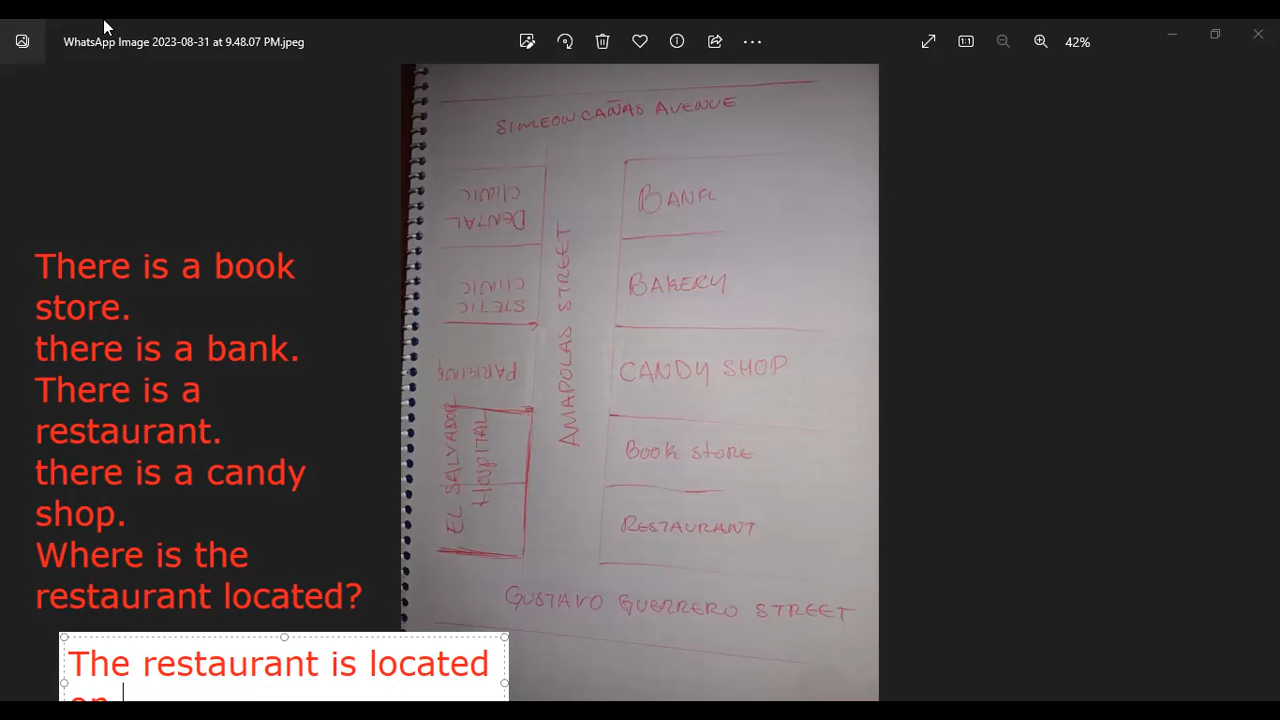 WhatsApp Image 2023-08-31 at 9.48.07 PM.jpeg
42%
SIMEON CAÑAS AVENUE
DENTAL
CLINIC
STETIC
CLINIC
PARKING
EL SALVADOR
HOSPITAL
AMAPOLAS STREET
BANK
BAKERY
CANDY SHOP
BOOK STORE
RESTAURANT
GUSTAVO GUERRERO STREET
There is a book
store.
there is a bank.
There is a
restaurant.
there is a candy
shop.
Where is the
restaurant located?
The restaurant is located
on